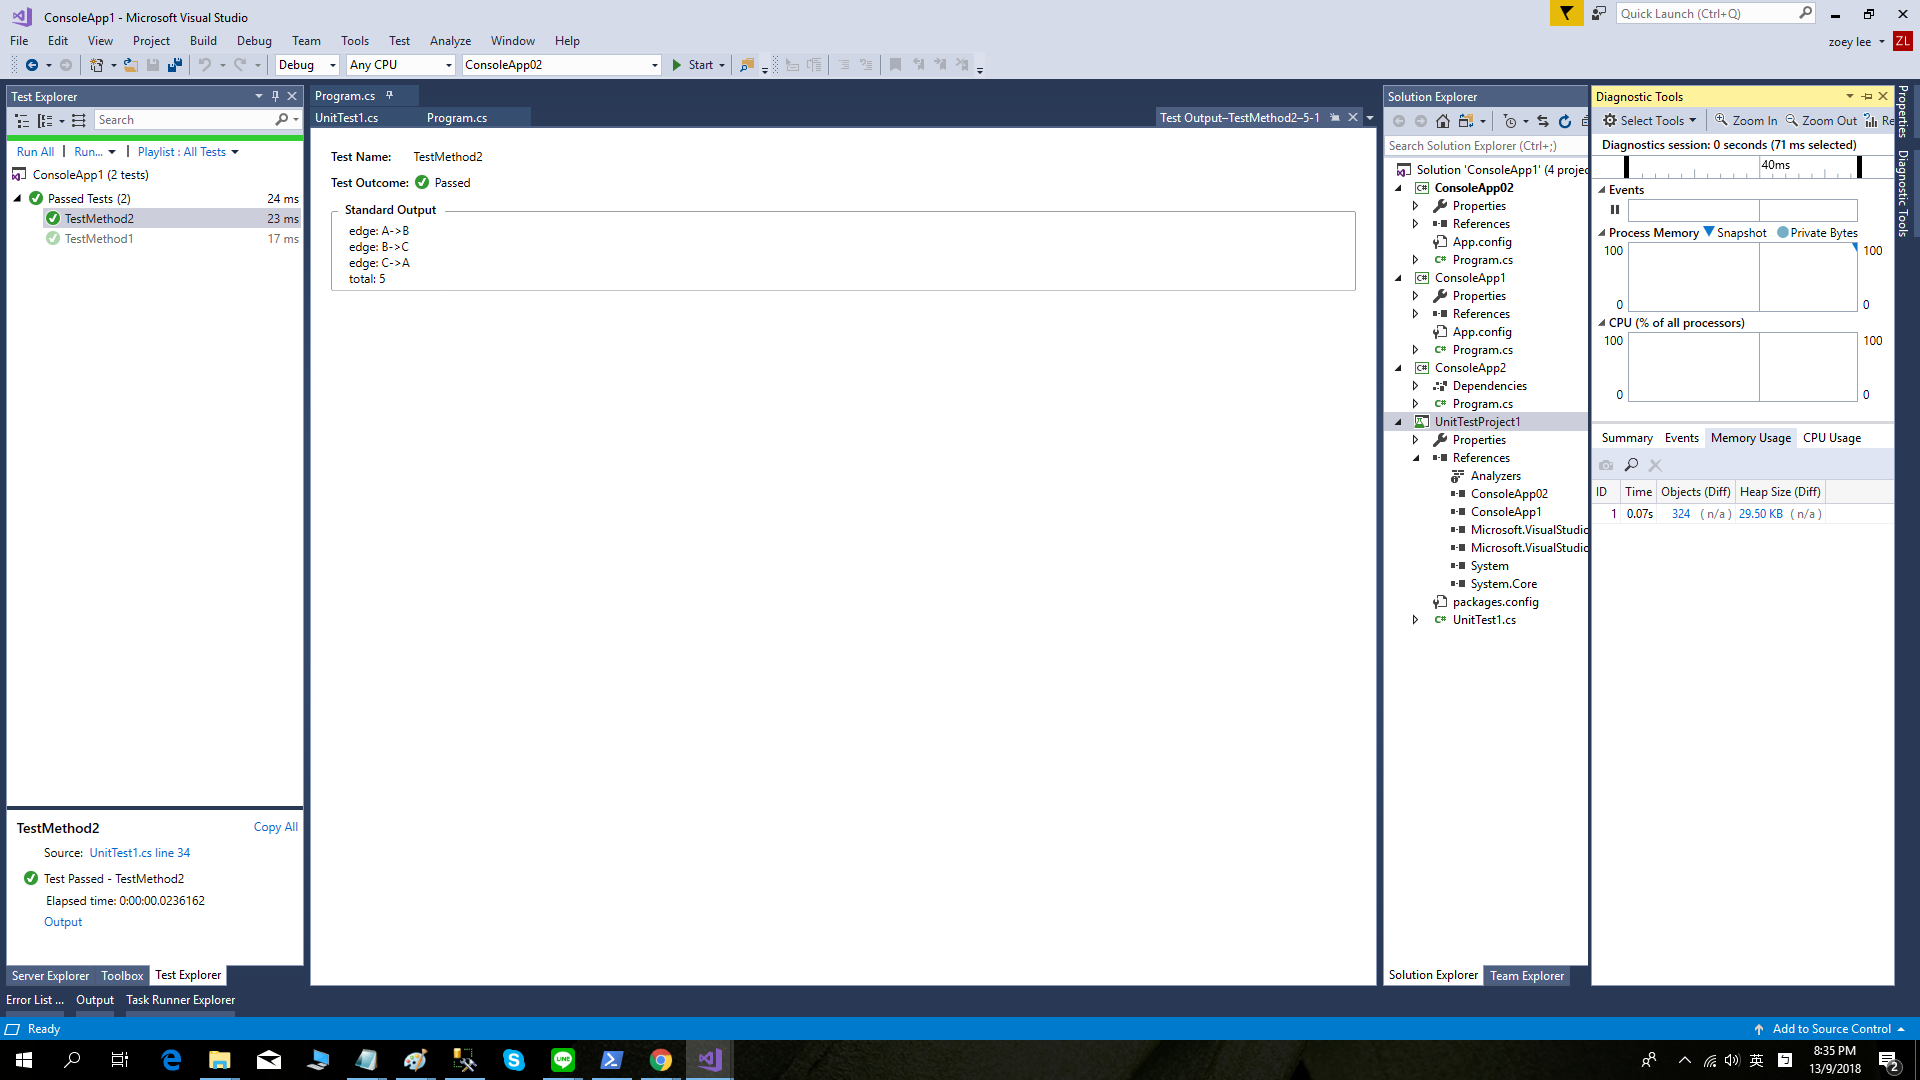 ConsoleApp1 - Microsoft Visual Studio
Quick Launch (Ctrl+Q)
File Edit View Project Build Debug Team Tools Test Analyze Window Help
zoey lee ZL
Debug Any CPU ConsoleApp02 Start
Test Explorer
Search
Run All | Run... | Playlist : All Tests
ConsoleApp1 (2 tests)
Passed Tests (2) 24 ms
TestMethod2 23 ms
TestMethod1 17 ms
TestMethod2 Copy All
Source: UnitTest1.cs line 34
Test Passed - TestMethod2
Elapsed time: 0:00:00.0236162
Output
Server Explorer Toolbox Test Explorer
Error List ... Output Task Runner Explorer
Program.cs
UnitTest1.cs Program.cs Test Output–TestMethod2–5-1
Test Name: TestMethod2
Test Outcome: Passed
Standard Output
edge: A->B
edge: B->C
edge: C->A
total: 5
Solution Explorer
Search Solution Explorer (Ctrl+;)
Solution 'ConsoleApp1' (4 projec
ConsoleApp02
Properties
References
App.config
C# Program.cs
ConsoleApp1
Properties
References
App.config
C# Program.cs
ConsoleApp2
Dependencies
C# Program.cs
UnitTestProject1
Properties
References
Analyzers
ConsoleApp02
ConsoleApp1
Microsoft.VisualStudio
Microsoft.VisualStudio
System
System.Core
packages.config
C# UnitTest1.cs
Solution Explorer Team Explorer
Diagnostic Tools
Select Tools Zoom In Zoom Out Re
Diagnostics session: 0 seconds (71 ms selected)
40ms
Events
Process Memory Snapshot Private Bytes
100 100
0 0
CPU (% of all processors)
100 100
0 0
Summary Events Memory Usage CPU Usage
ID Time Objects (Diff) Heap Size (Diff)
1 0.07s 324 (n/a) 29.50 KB (n/a)
Properties
Diagnostic Tools
Ready
Add to Source Control
LINE
英
8:35 PM
13/9/2018
2